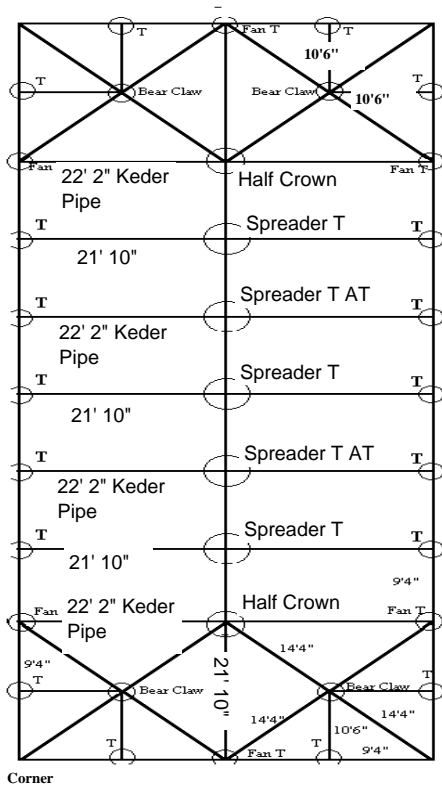 T
Fan T
T
10'6"
T
Bear Claw
Bear Claw
T
10'6"
Fan
22' 2" Keder
Pipe
Half Crown
Fan T
T
Spreader T
T
21' 10"
T
Spreader T AT
T
22' 2" Keder
Pipe
T
Spreader T
T
21' 10"
T
Spreader T AT
T
22' 2" Keder
Pipe
T
Spreader T
T
21' 10"
9'4"
Fan
22' 2" Keder
Pipe
Half Crown
Fan T
9'4"
21' 10"
14'4"
T
Bear Claw
Bear Claw
T
14'4"
14'4"
10'6"
T
Fan T
T
9'4"
Corner